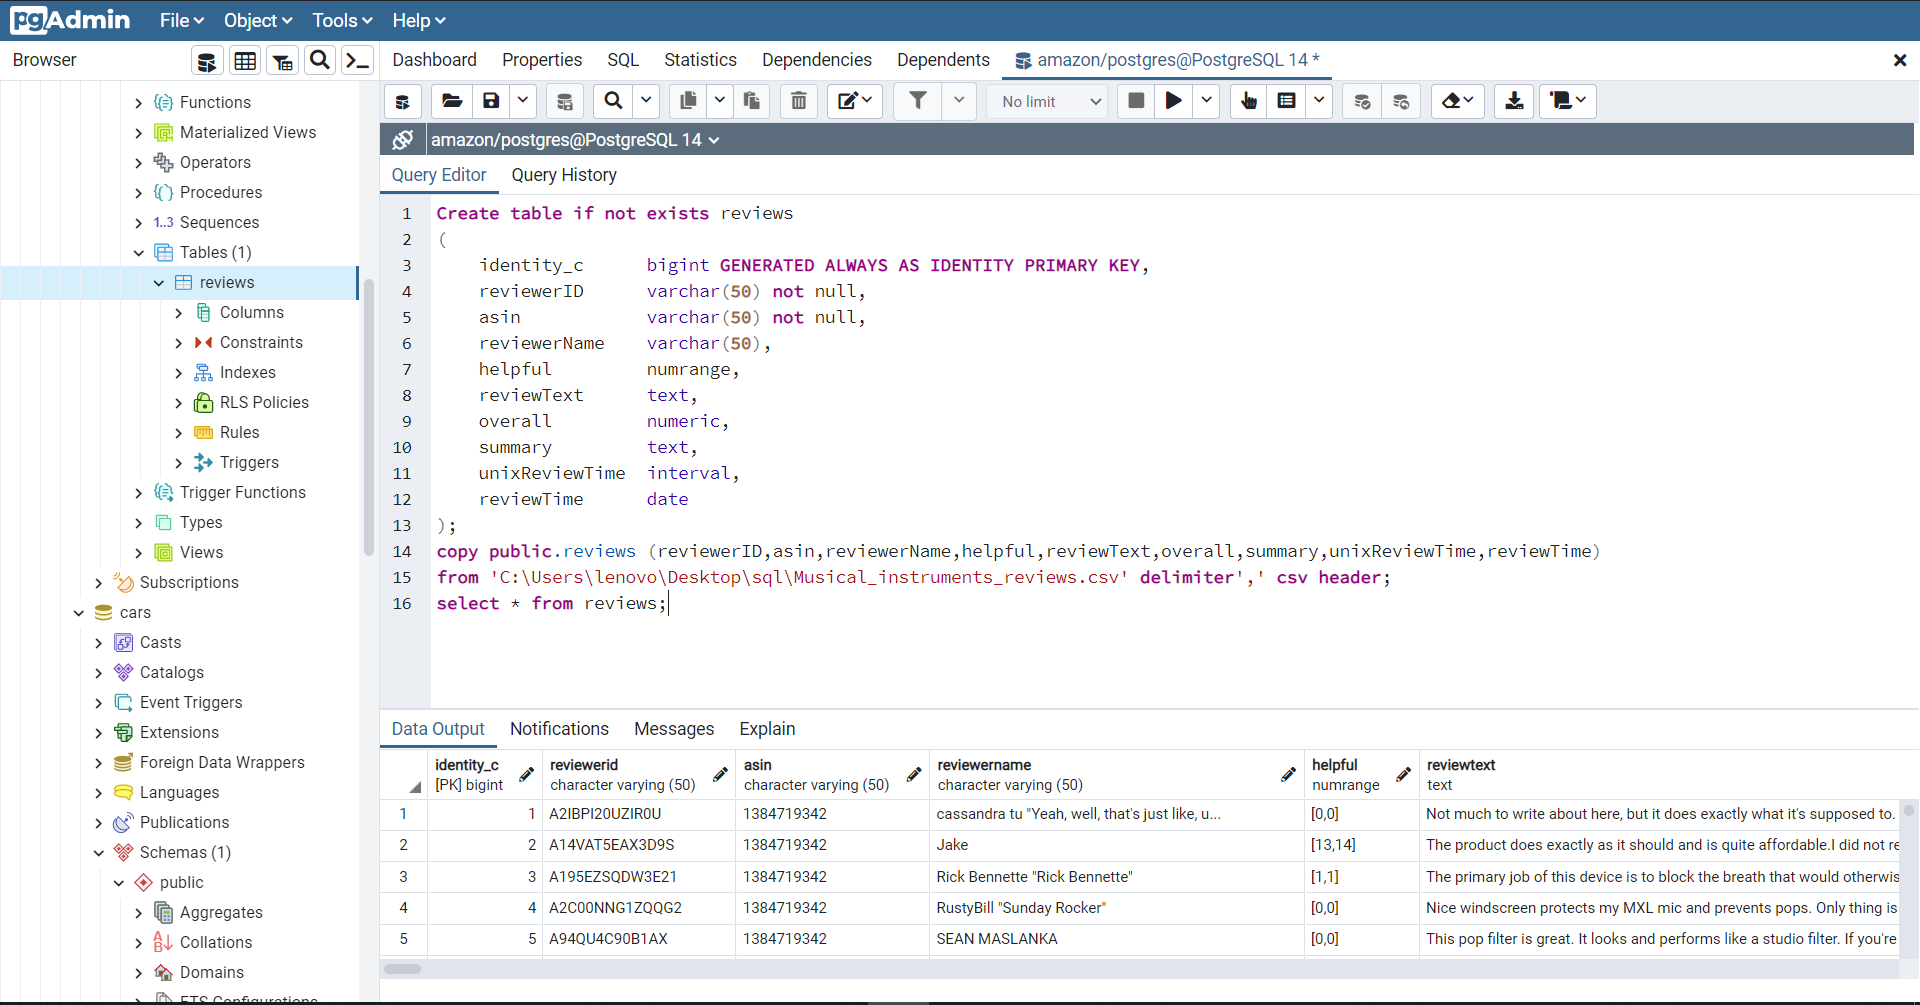 pgAdmin File Object Tools Help
Browser
Dashboard Properties SQL Statistics Dependencies Dependents amazon/postgres@PostgreSQL 14 *
No limit
amazon/postgres@PostgreSQL 14
Query Editor Query History
Functions
Materialized Views
Operators
Procedures
1..3 Sequences
Tables (1)
reviews
Columns
Constraints
Indexes
RLS Policies
Rules
Triggers
Trigger Functions
Types
Views
Subscriptions
cars
Casts
Catalogs
Event Triggers
Extensions
Foreign Data Wrappers
Languages
Publications
Schemas (1)
public
Aggregates
Collations
Domains
FTS Configurations
1 Create table if not exists reviews
2 (
3 identity_c bigint GENERATED ALWAYS AS IDENTITY PRIMARY KEY,
4 reviewerID varchar(50) not null,
5 asin varchar(50) not null,
6 reviewerName varchar(50),
7 helpful numrange,
8 reviewText text,
9 overall numeric,
10 summary text,
11 unixReviewTime interval,
12 reviewTime date
13 );
14 copy public.reviews (reviewerID,asin,reviewerName,helpful,reviewText,overall,summary,unixReviewTime,reviewTime)
15 from 'C:\Users\lenovo\Desktop\sql\Musical_instruments_reviews.csv' delimiter',' csv header;
16 select * from reviews;
Data Output Notifications Messages Explain
identity_c reviewerid asin reviewername helpful reviewtext
[PK] bigint character varying (50) character varying (50) character varying (50) numrange text
1 1 A2IBPI20UZIR0U 1384719342 cassandra tu "Yeah, well, that's just like, u... [0,0] Not much to write about here, but it does exactly what it's supposed to.
2 2 A14VAT5EAX3D9S 1384719342 Jake [13,14] The product does exactly as it should and is quite affordable.I did not re
3 3 A195EZSQDW3E21 1384719342 Rick Bennette "Rick Bennette" [1,1] The primary job of this device is to block the breath that would otherwis
4 4 A2C00NNG1ZQQG2 1384719342 RustyBill "Sunday Rocker" [0,0] Nice windscreen protects my MXL mic and prevents pops. Only thing is
5 5 A94QU4C90B1AX 1384719342 SEAN MASLANKA [0,0] This pop filter is great. It looks and performs like a studio filter. If you're